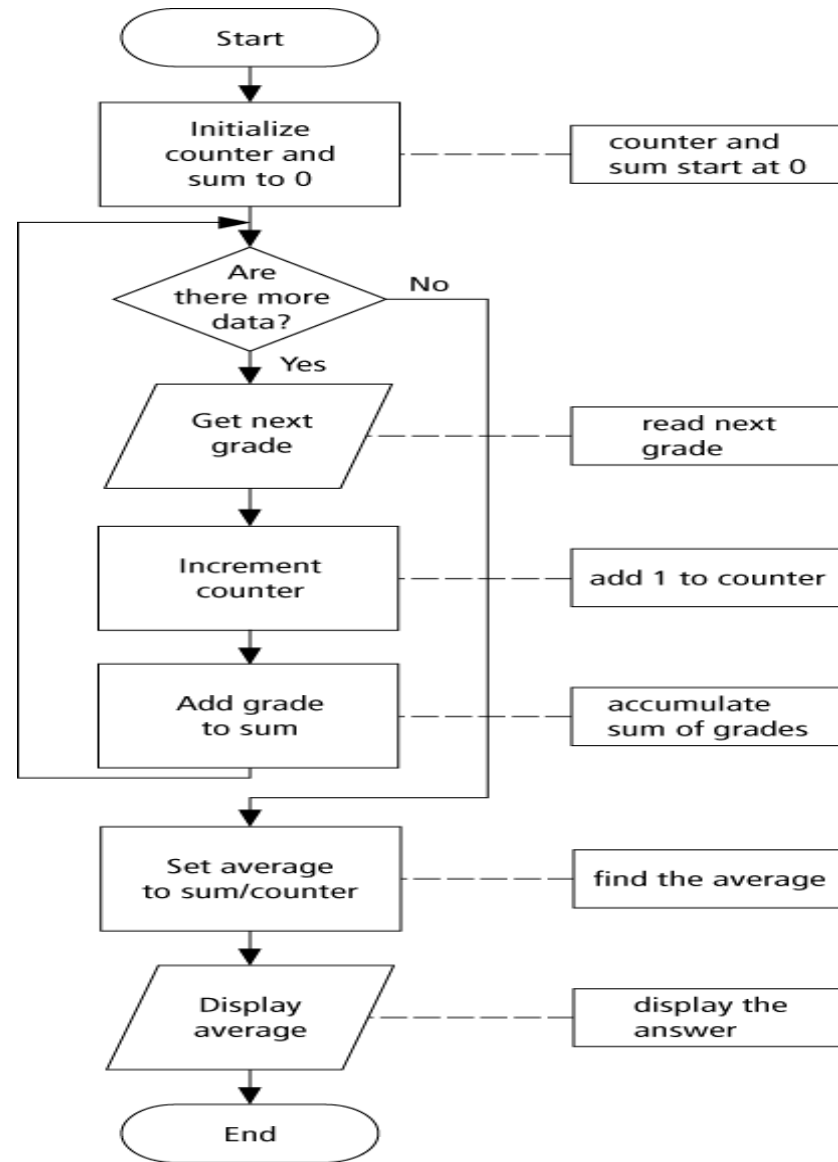 Start
Initialize
counter and
sum to 0
counter and
sum start at 0
Are
there more
data?
No
Yes
Get next
grade
read next
grade
Increment
counter
add 1 to counter
Add grade
to sum
accumulate
sum of grades
Set average
to sum/counter
find the average
Display
average
display the
answer
End